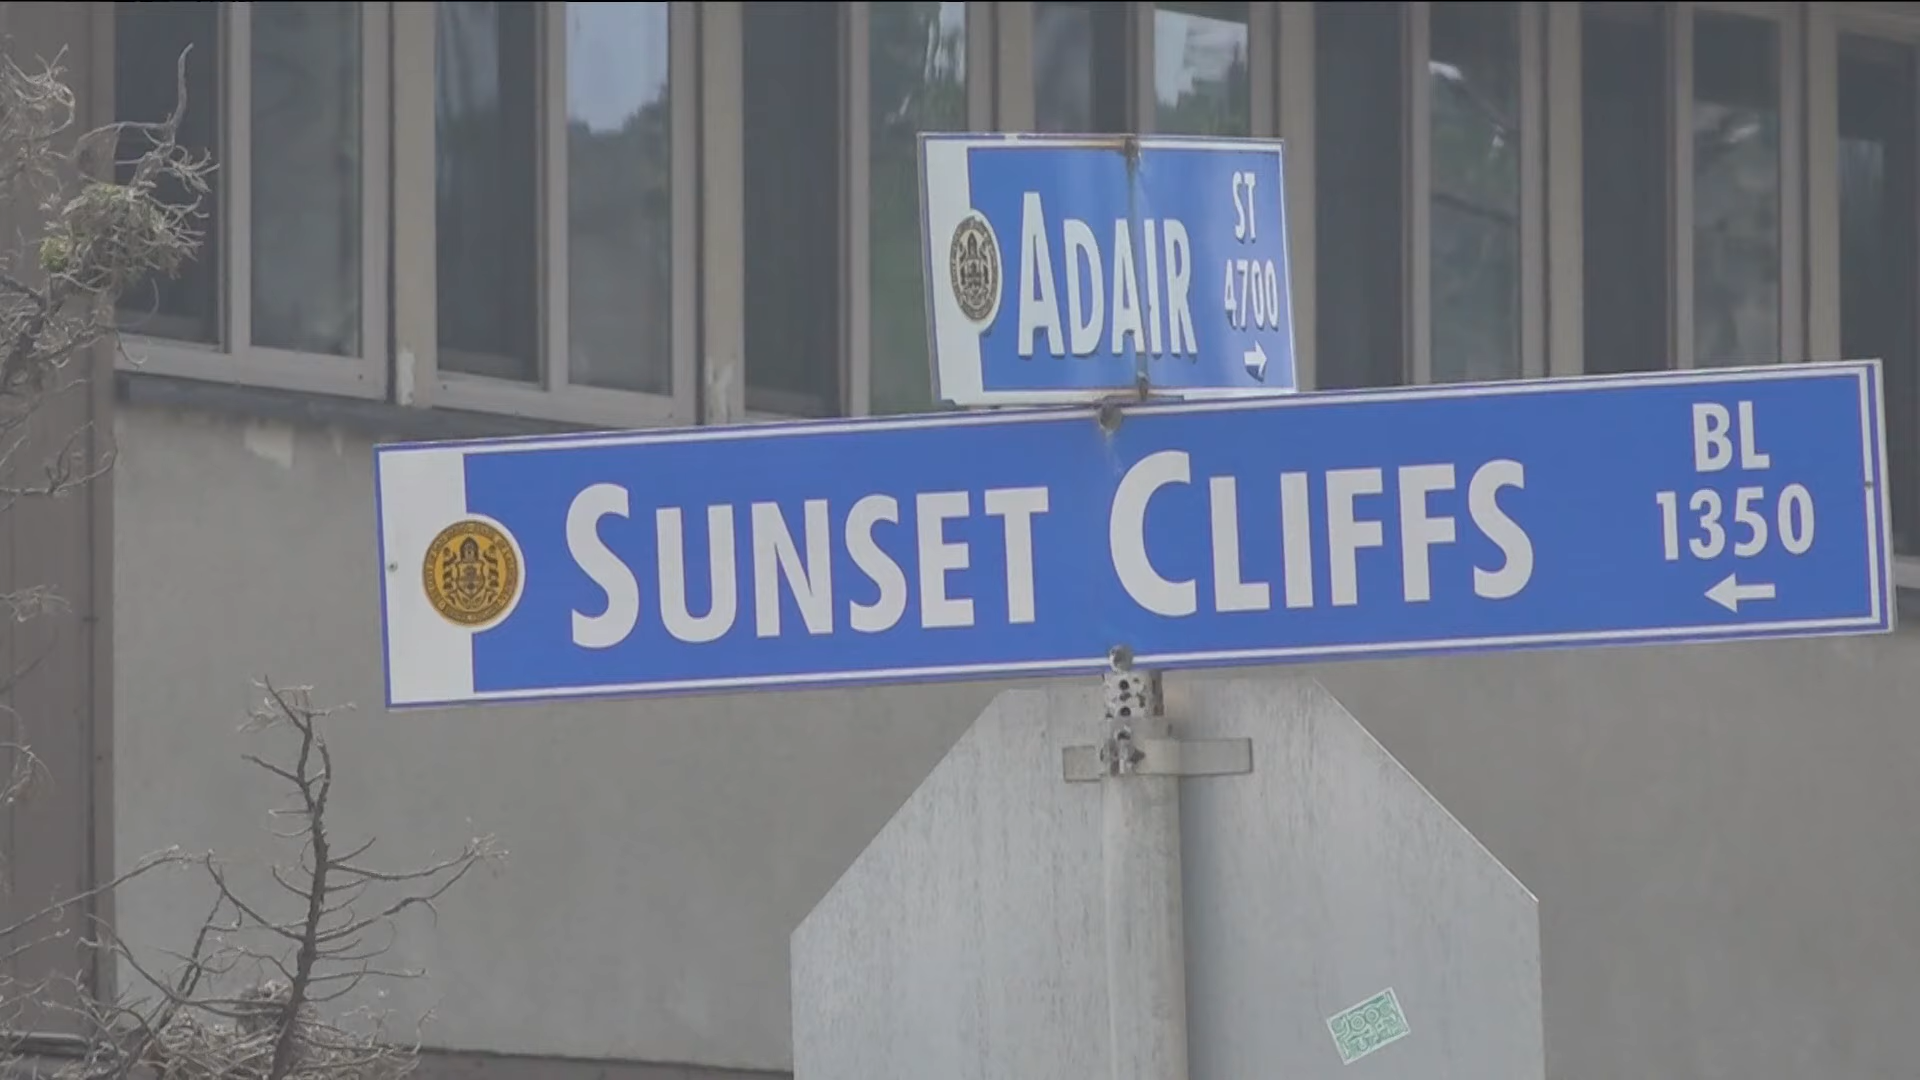 ADAIR
ST
4700
→
SUNSET CLIFFS
BL
1350
←